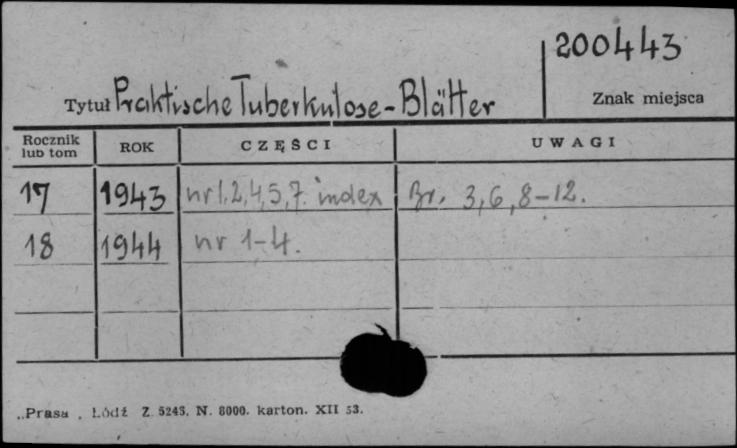 200443
Tytuł Praktische Tuberkulose-Blätter
Znak miejsca
Rocznik lub tom ROK CZĘŚCI UWAGI
17 1943 nr 1,2,4,5,7. index Br. 3,6,8-12.
18 1944 nr 1-4.
„Prasa". Łódź Z. 5245. N. 8000. karton. XII 53.